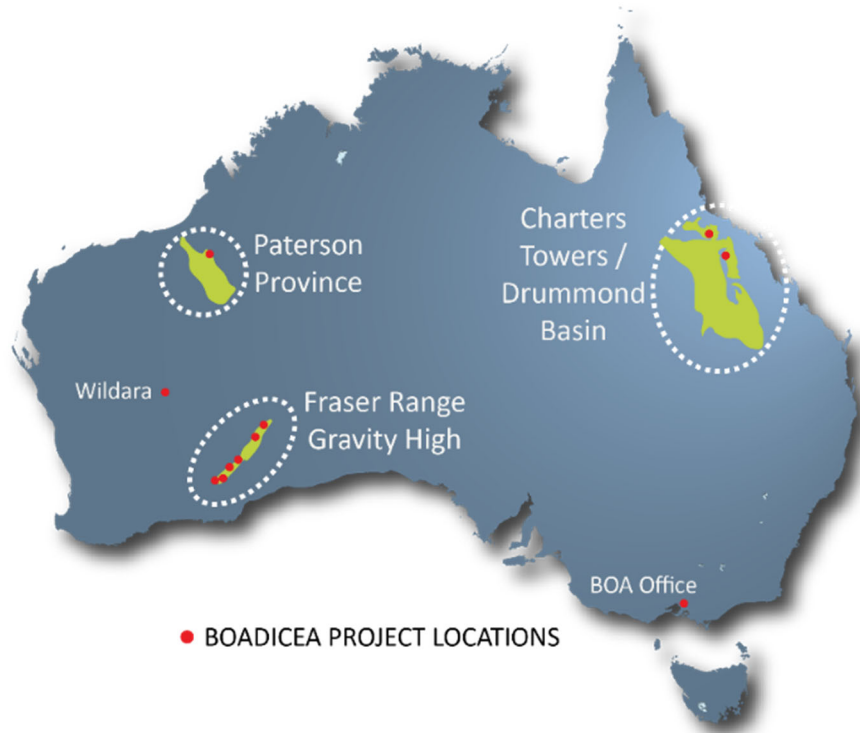 Paterson
Province
Charters
Towers /
Drummond
Basin
Wildara
Fraser Range
Gravity High
BOA Office
BOADICEA PROJECT LOCATIONS